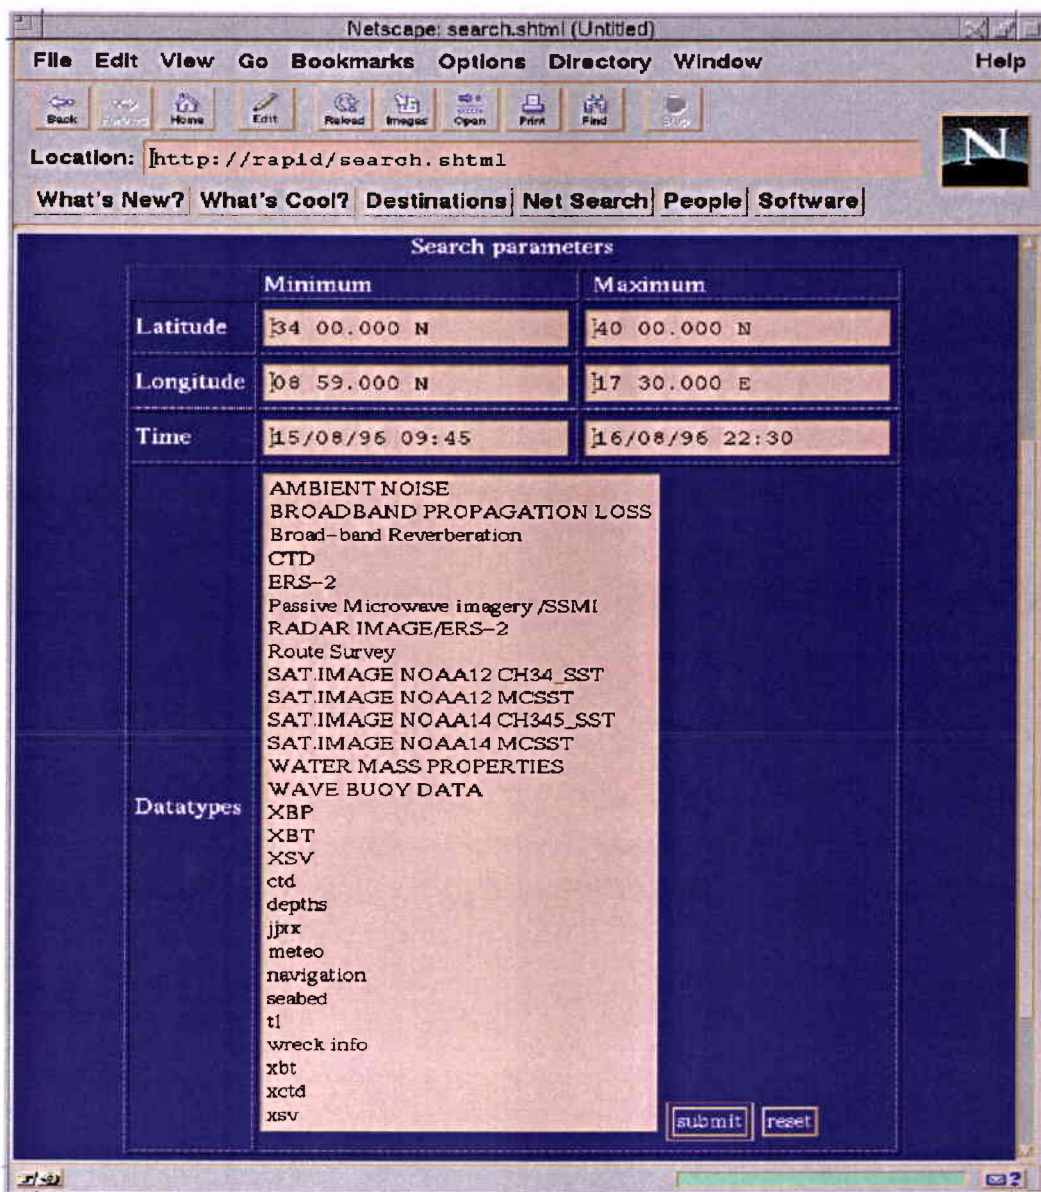 Netscape: search.shtml (Untitled)
File Edit View Go Bookmarks Options Directory Window Help
Back Home Edit Reload Images Open Print Find
N
Location: http://rapid/search.shtml
What's New? What's Cool? Destinations Net Search People Software
Search parameters
Minimum Maximum
Latitude 34 00.000 N 40 00.000 N
Longitude 08 59.000 N 17 30.000 E
Time 15/08/96 09:45 16/08/96 22:30
AMBIENT NOISE
BROADBAND PROPAGATION LOSS
Broad-band Reverberation
CTD
ERS-2
Passive Microwave imagery /SSMI
RADAR IMAGE/ERS-2
Route Survey
SAT.IMAGE NOAA12 CH34_SST
SAT.IMAGE NOAA12 MCSST
SAT.IMAGE NOAA14 CH345_SST
SAT.IMAGE NOAA14 MCSST
WATER MASS PROPERTIES
WAVE BUOY DATA
Datatypes
XBP
XBT
XSV
ctd
depths
jjxx
meteo
navigation
seabed
tl
wreck info
xbt
xctd
xsv
submit reset
?